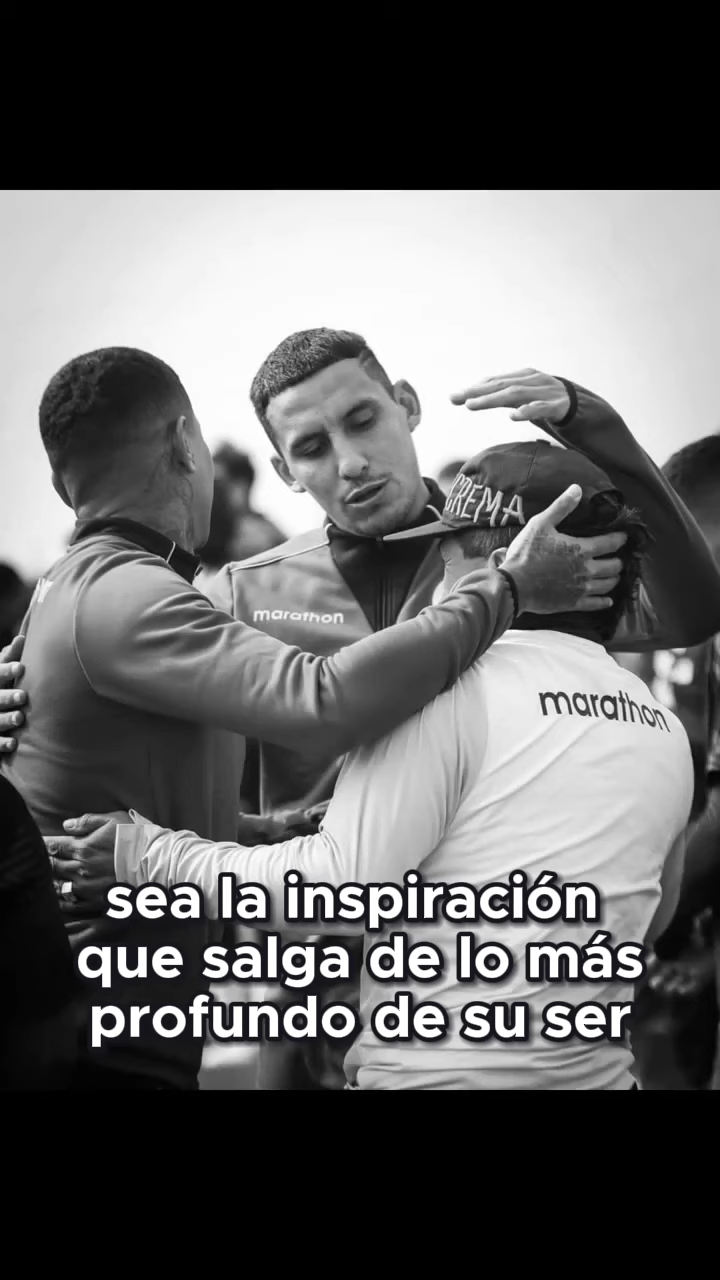 CREMA
marathon
marathon
sea la inspiración
que salga de lo más
profundo de su ser